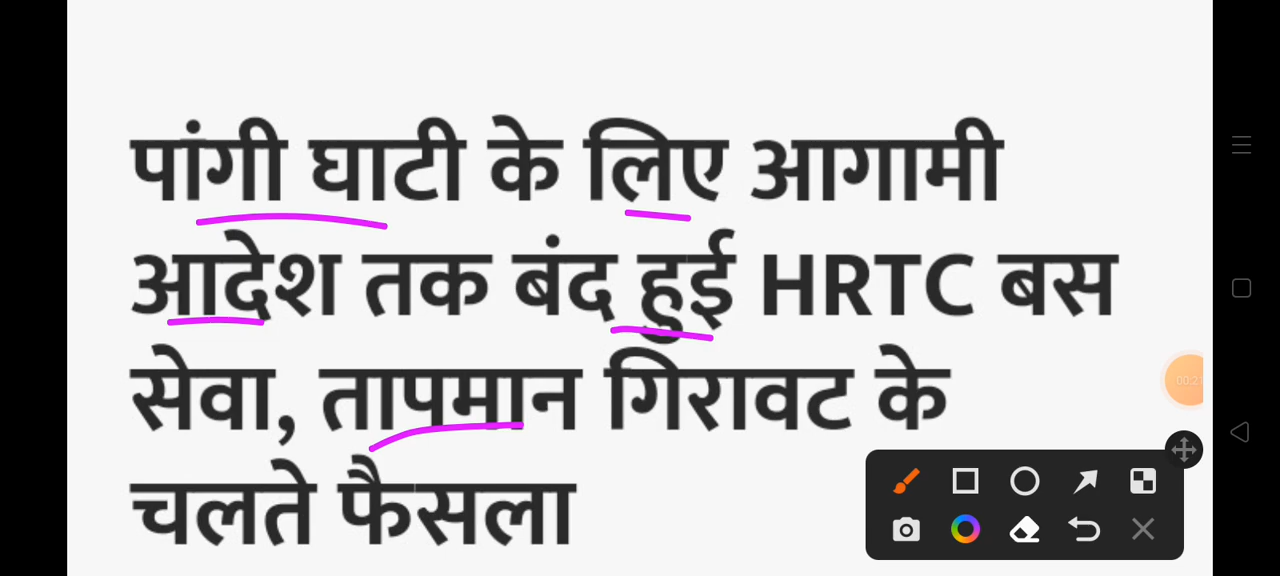 पांगी घाटी के लिए आगामी
आदेश तक बंद हुई HRTC बस
सेवा, तापमान गिरावट के
चलते फैसला